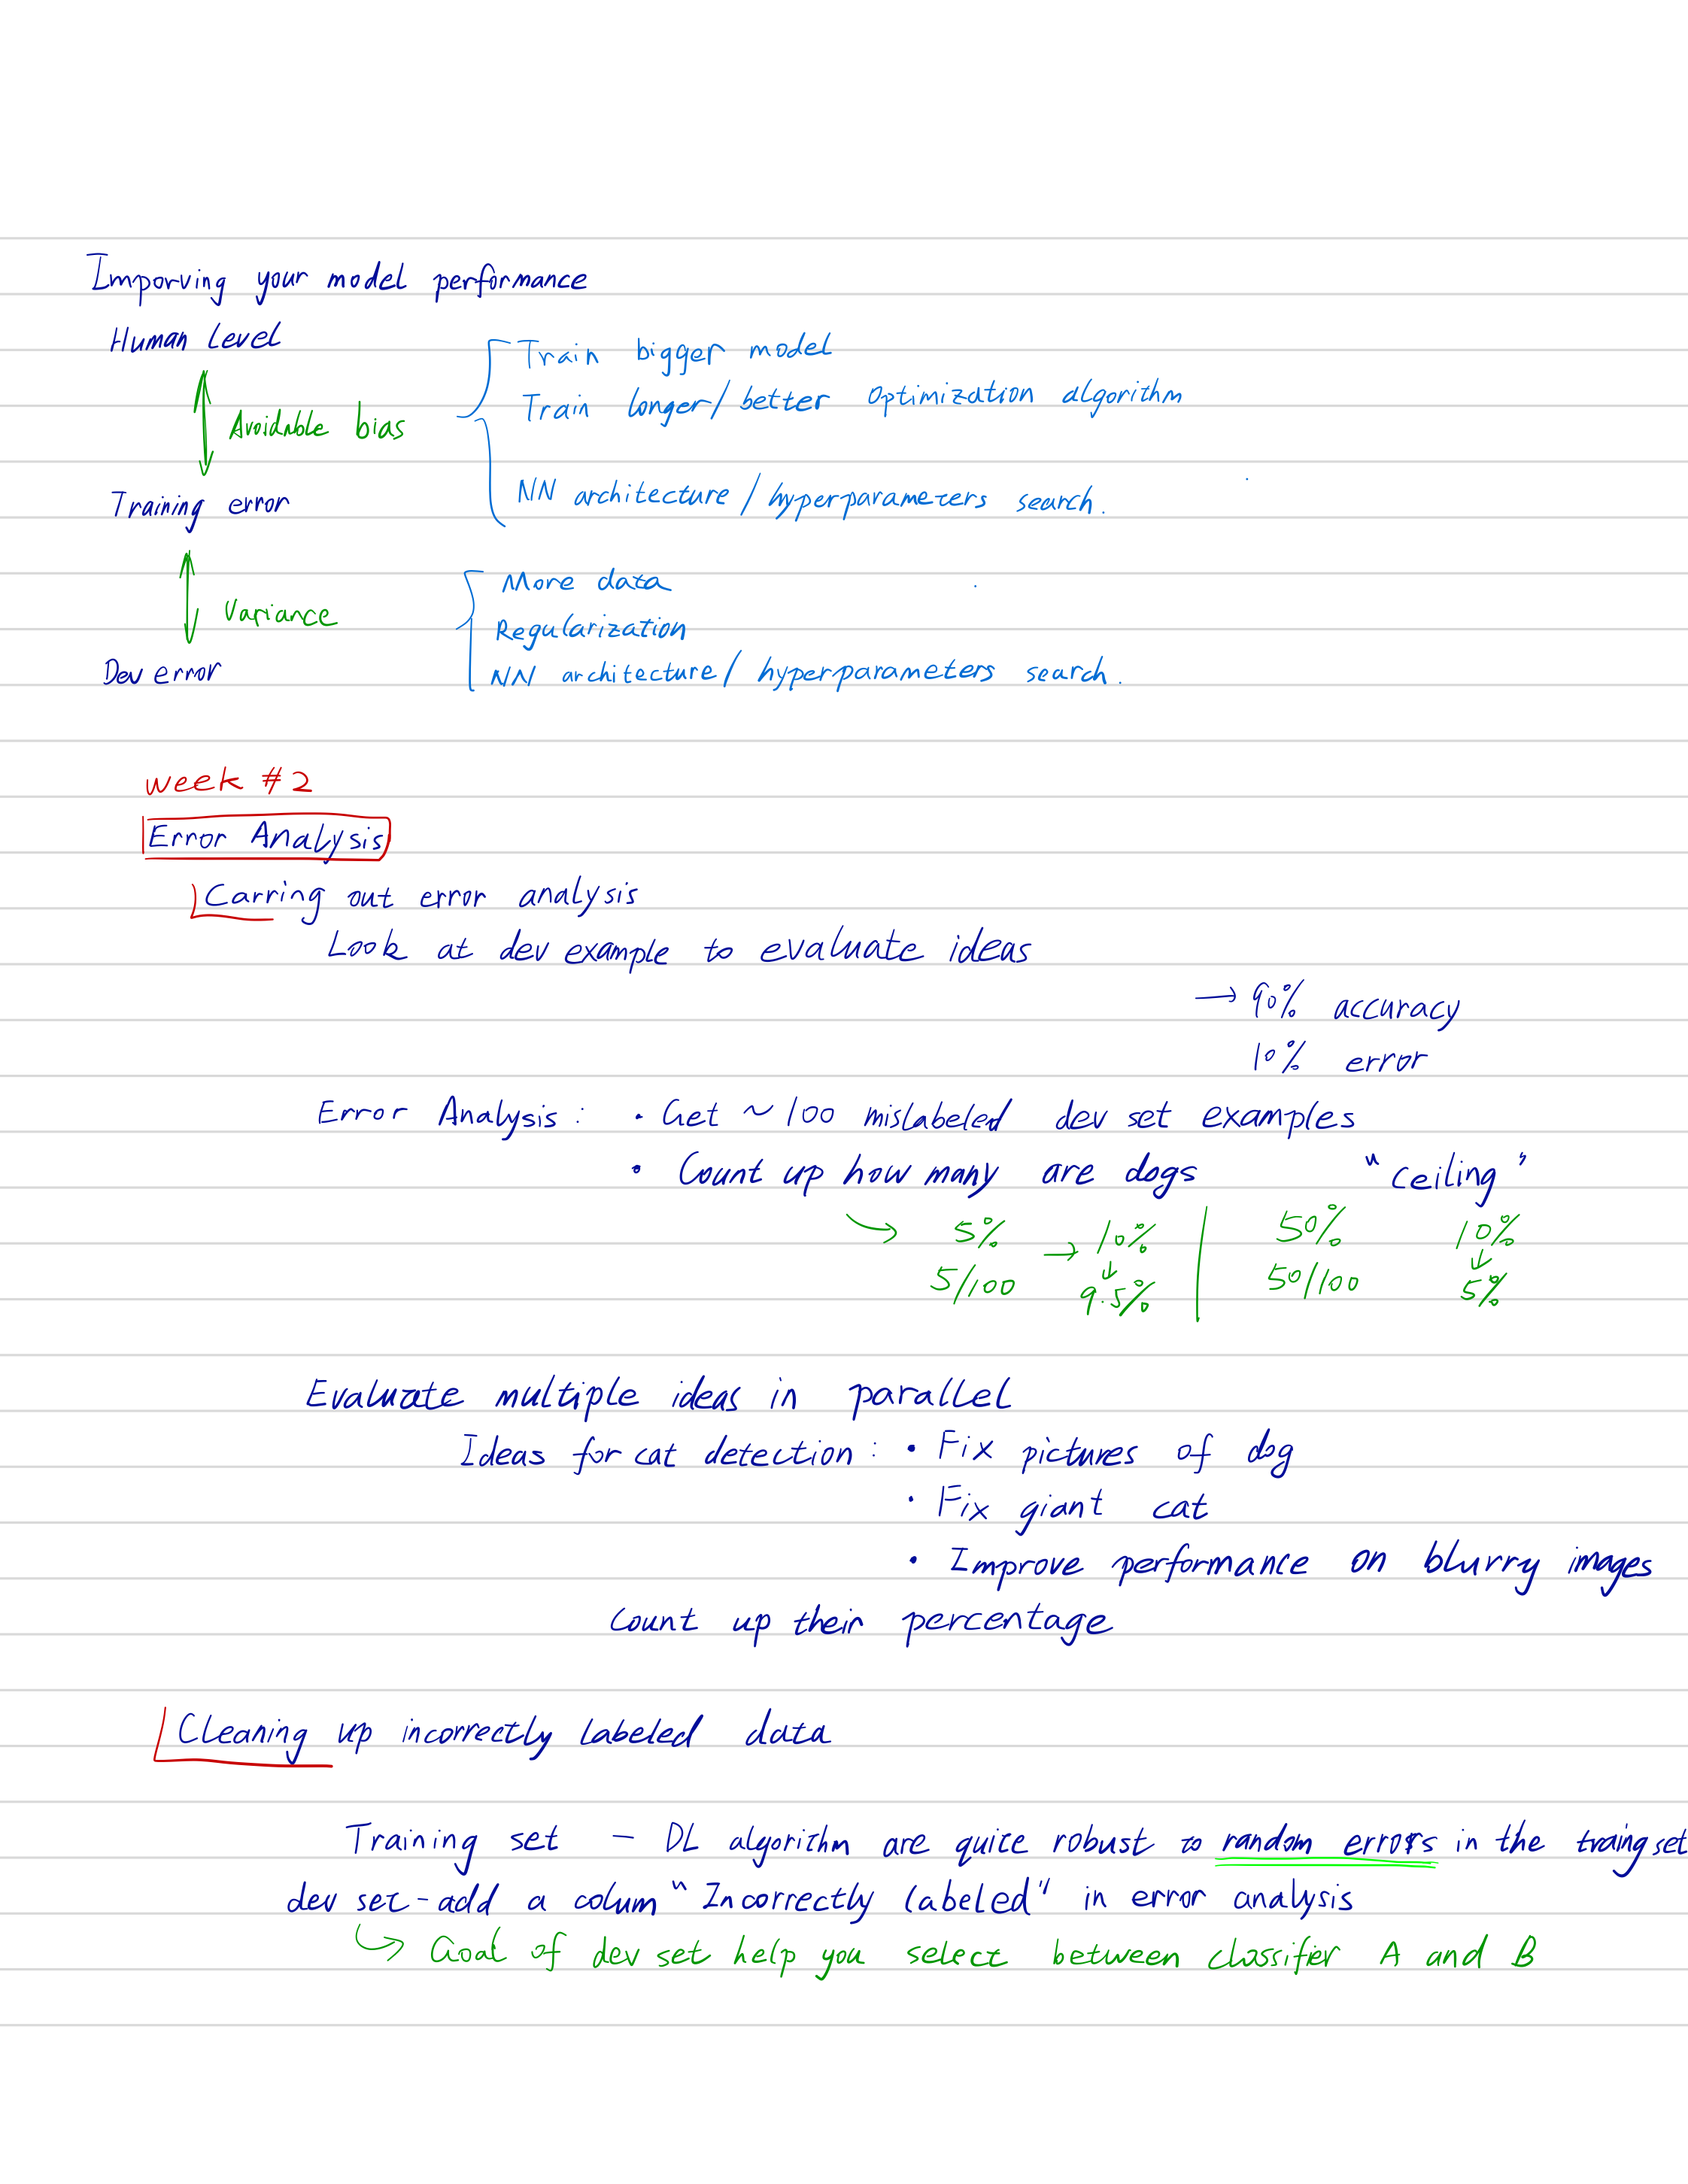 Imporving your model performance
Human Level
Train bigger model
Train longer/ better optimization algorithm
Avoidable bias
NN architecture / hyperparameters search.
Training error
More data
Variance
Regularization
Dev error
NN architecture/ hyperparameters search.
week #2
Error Analysis
Carring out error analysis
Look at dev example to evaluate ideas
→ 90% accuracy
10% error
Error Analysis : • Get ~ 100 mislabeled dev set examples
• Count up how many are dogs "ceiling"
→ 5% → 10% | 50% 10%
↓ ↓
5/100 9.5% | 50/100 5%
Evaluate multiple ideas in parallel
Ideas for cat detection : • Fix pictures of dog
• Fix giant cat
• Improve performance on blurry images
Count up their percentage
Cleaning up incorrectly labeled data
Training set – DL algorithm are quite robust to random errors in the traing set
dev set - add a colum "Incorrectly labeled" in error analysis
↳ Goal of dev set help you select between classifier A and B